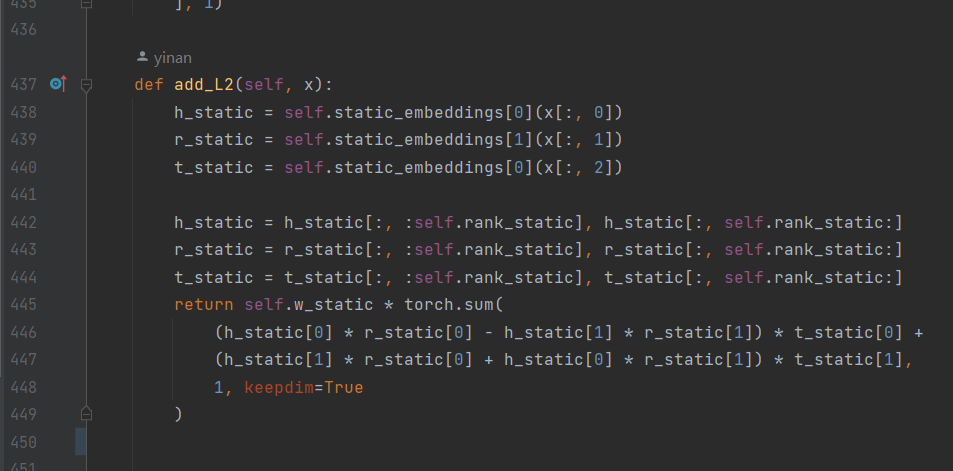 435 ], 1)
436
yinan
437 def add_L2(self, x):
438 h_static = self.static_embeddings[0](x[:, 0])
439 r_static = self.static_embeddings[1](x[:, 1])
440 t_static = self.static_embeddings[0](x[:, 2])
441
442 h_static = h_static[:, :self.rank_static], h_static[:, self.rank_static:]
443 r_static = r_static[:, :self.rank_static], r_static[:, self.rank_static:]
444 t_static = t_static[:, :self.rank_static], t_static[:, self.rank_static:]
445 return self.w_static * torch.sum(
446 (h_static[0] * r_static[0] - h_static[1] * r_static[1]) * t_static[0] +
447 (h_static[1] * r_static[0] + h_static[0] * r_static[1]) * t_static[1],
448 1, keepdim=True
449 )
450
451